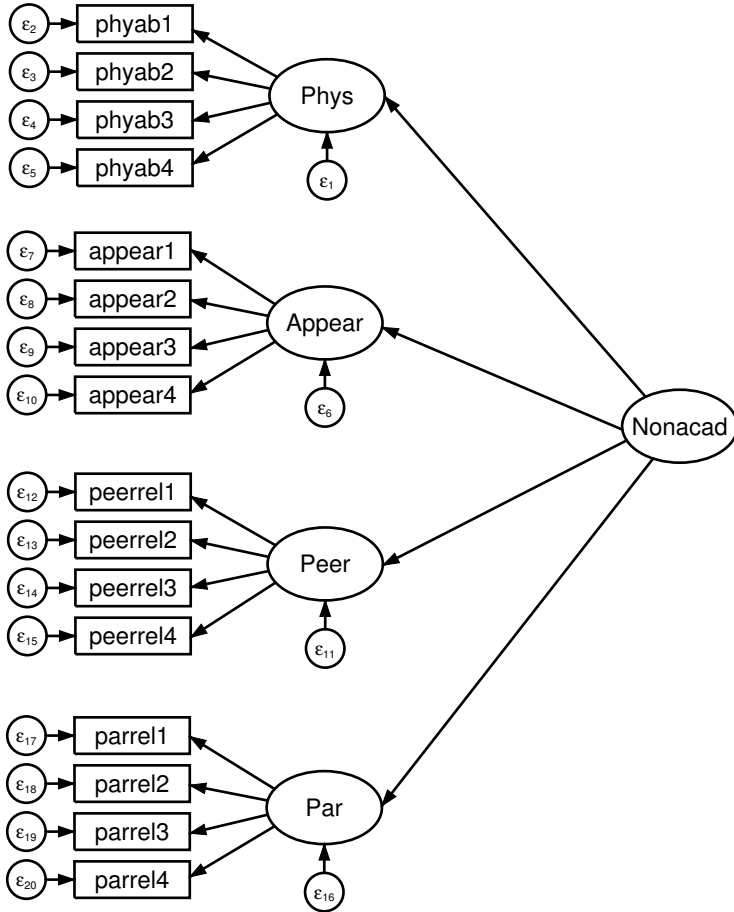 ε2 phyab1
ε3 phyab2
ε4 phyab3
ε5 phyab4
Phys
ε1
ε7 appear1
ε8 appear2
ε9 appear3
ε10 appear4
Appear
ε6
Nonacad
ε12 peerrel1
ε13 peerrel2
ε14 peerrel3
ε15 peerrel4
Peer
ε11
ε17 parrel1
ε18 parrel2
ε19 parrel3
ε20 parrel4
Par
ε16